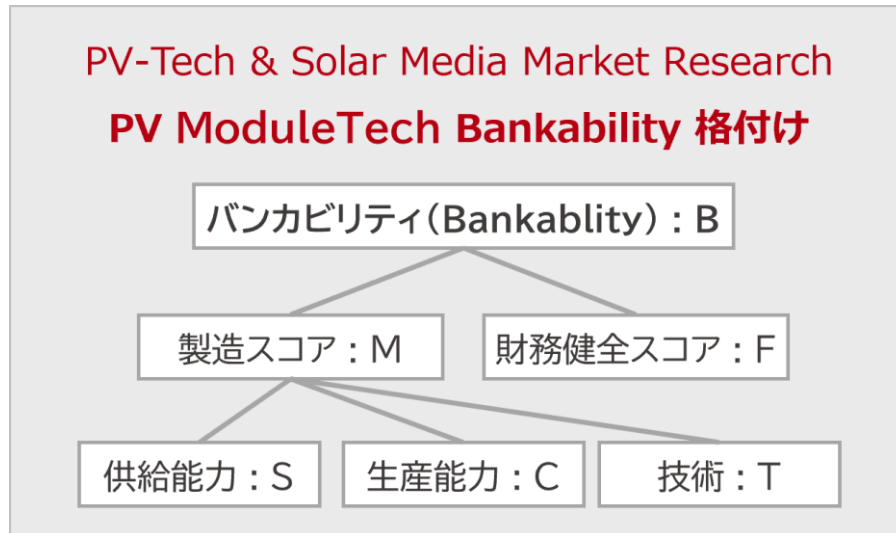 PV-Tech & Solar Media Market Research
PV ModuleTech Bankability 格付け
バンカビリティ(Bankablity):B
製造スコア:M
財務健全スコア:F
供給能力:S
生産能力:C
技術:T